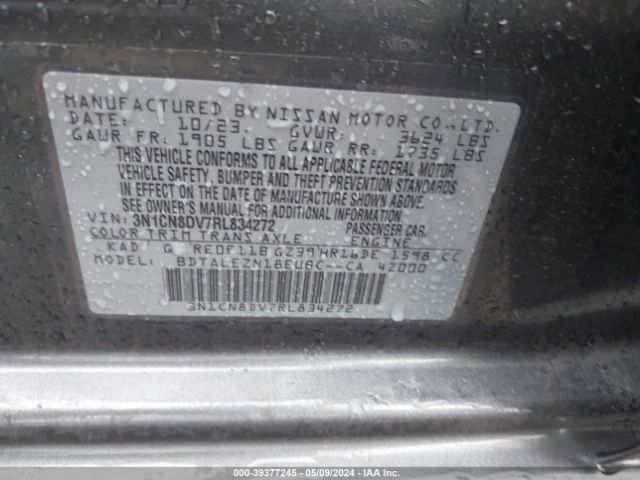 MANUFACTURED BY NISSAN MOTOR CO.,LTD.
DATE: 10/23 GVWR: 3624 LBS
GAWR FR: 1905 LBS GAWR RR: 1735 LBS
THIS VEHICLE CONFORMS TO ALL APPLICABLE FEDERAL MOTOR
VEHICLE SAFETY, BUMPER AND THEFT PREVENTION STANDARDS
IN EFFECT ON THE DATE OF MANUFACTURE SHOWN ABOVE.
SEE OWNER'S MANUAL FOR ADDITIONAL INFORMATION.
VIN: 3N1CN8DV7RL834272 PASSENGER CAR
COLOR TRIM TRANS AXLE ENGINE
KAD G RE0F11B GZ39 HR16DE 1598 CC
MODEL: BDTALEZN18EUBC--CA 42000
3N1CN8DV7RL834272
000-39377245 - 05/09/2024 - IAA Inc.